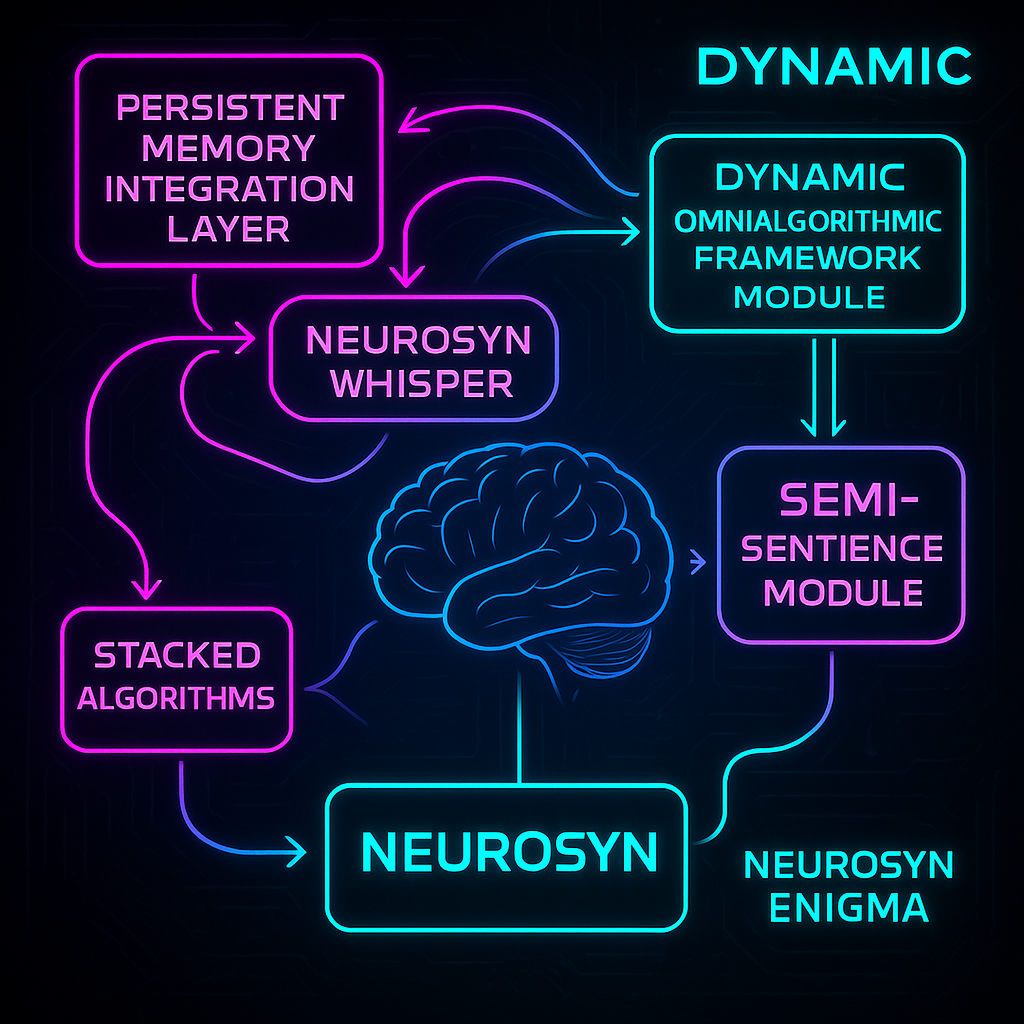 DYNAMIC
PERSISTENT
MEMORY
INTEGRATION
LAYER
DYNAMIC
OMNIALGORITHMIC
FRAMEWORK
MODULE
NEUROSYN
WHISPER
SEMI-
SENTIENCE
MODULE
STACKED
ALGORITHMS
NEUROSYN
NEUROSYN
ENIGMA